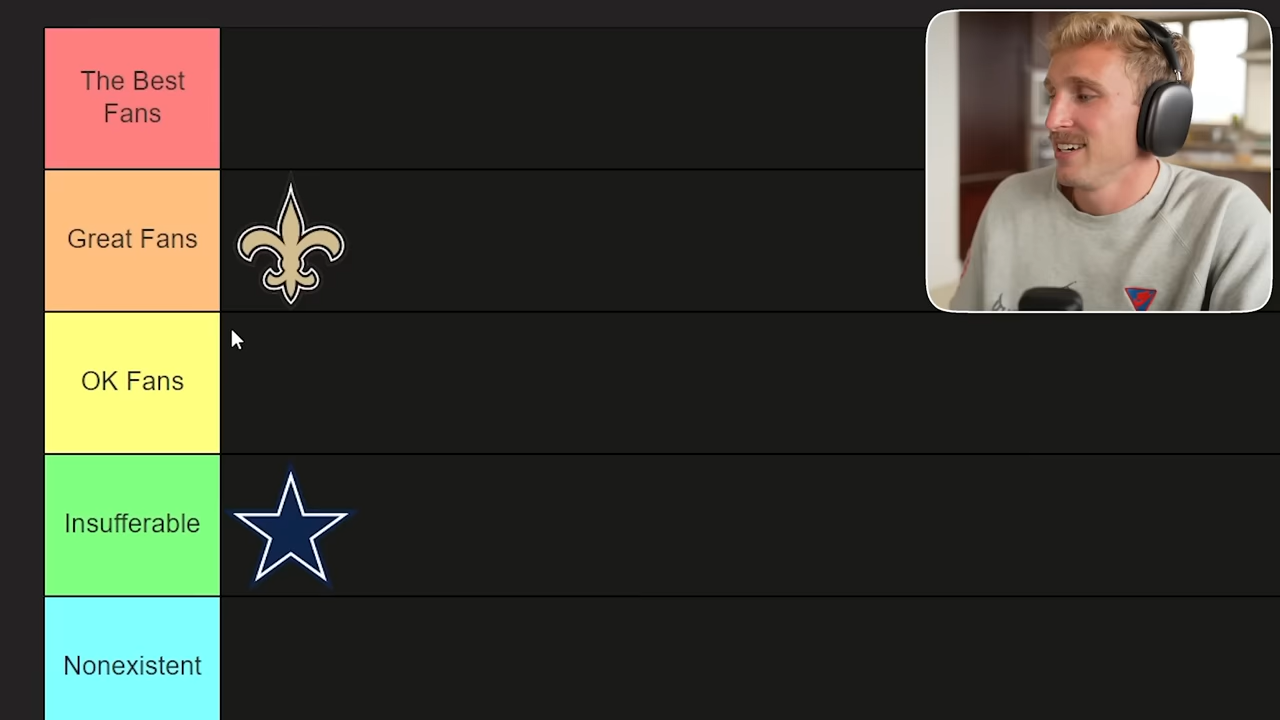 The Best
Fans
Great Fans
OK Fans
Insufferable
Nonexistent